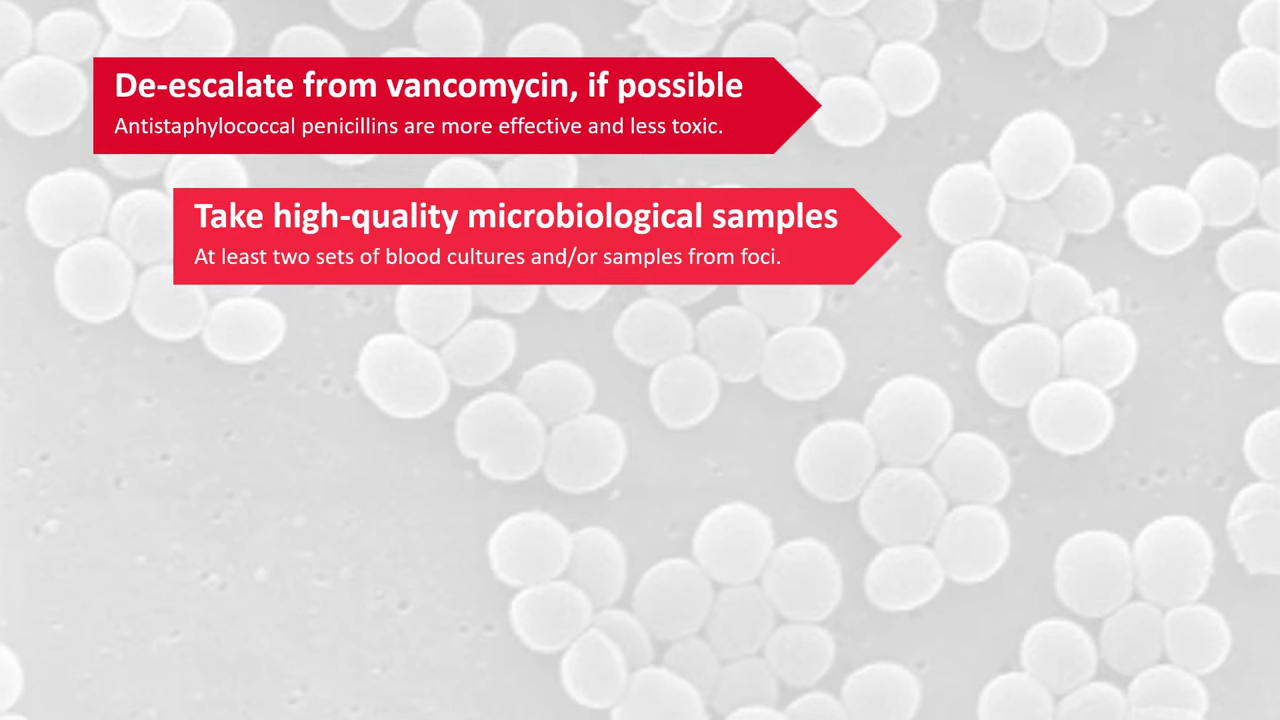 De-escalate from vancomycin, if possible
Antistaphylococcal penicillins are more effective and less toxic.
Take high-quality microbiological samples
At least two sets of blood cultures and/or samples from foci.